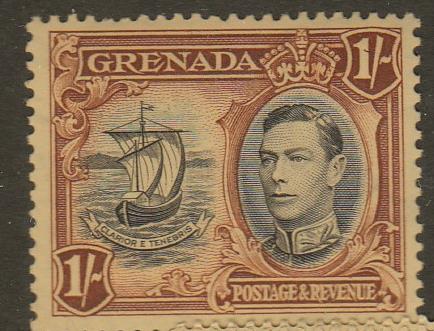 GRENADA
1/-
CLARIOR E TENEBRIS
1/-
POSTAGE & REVENUE